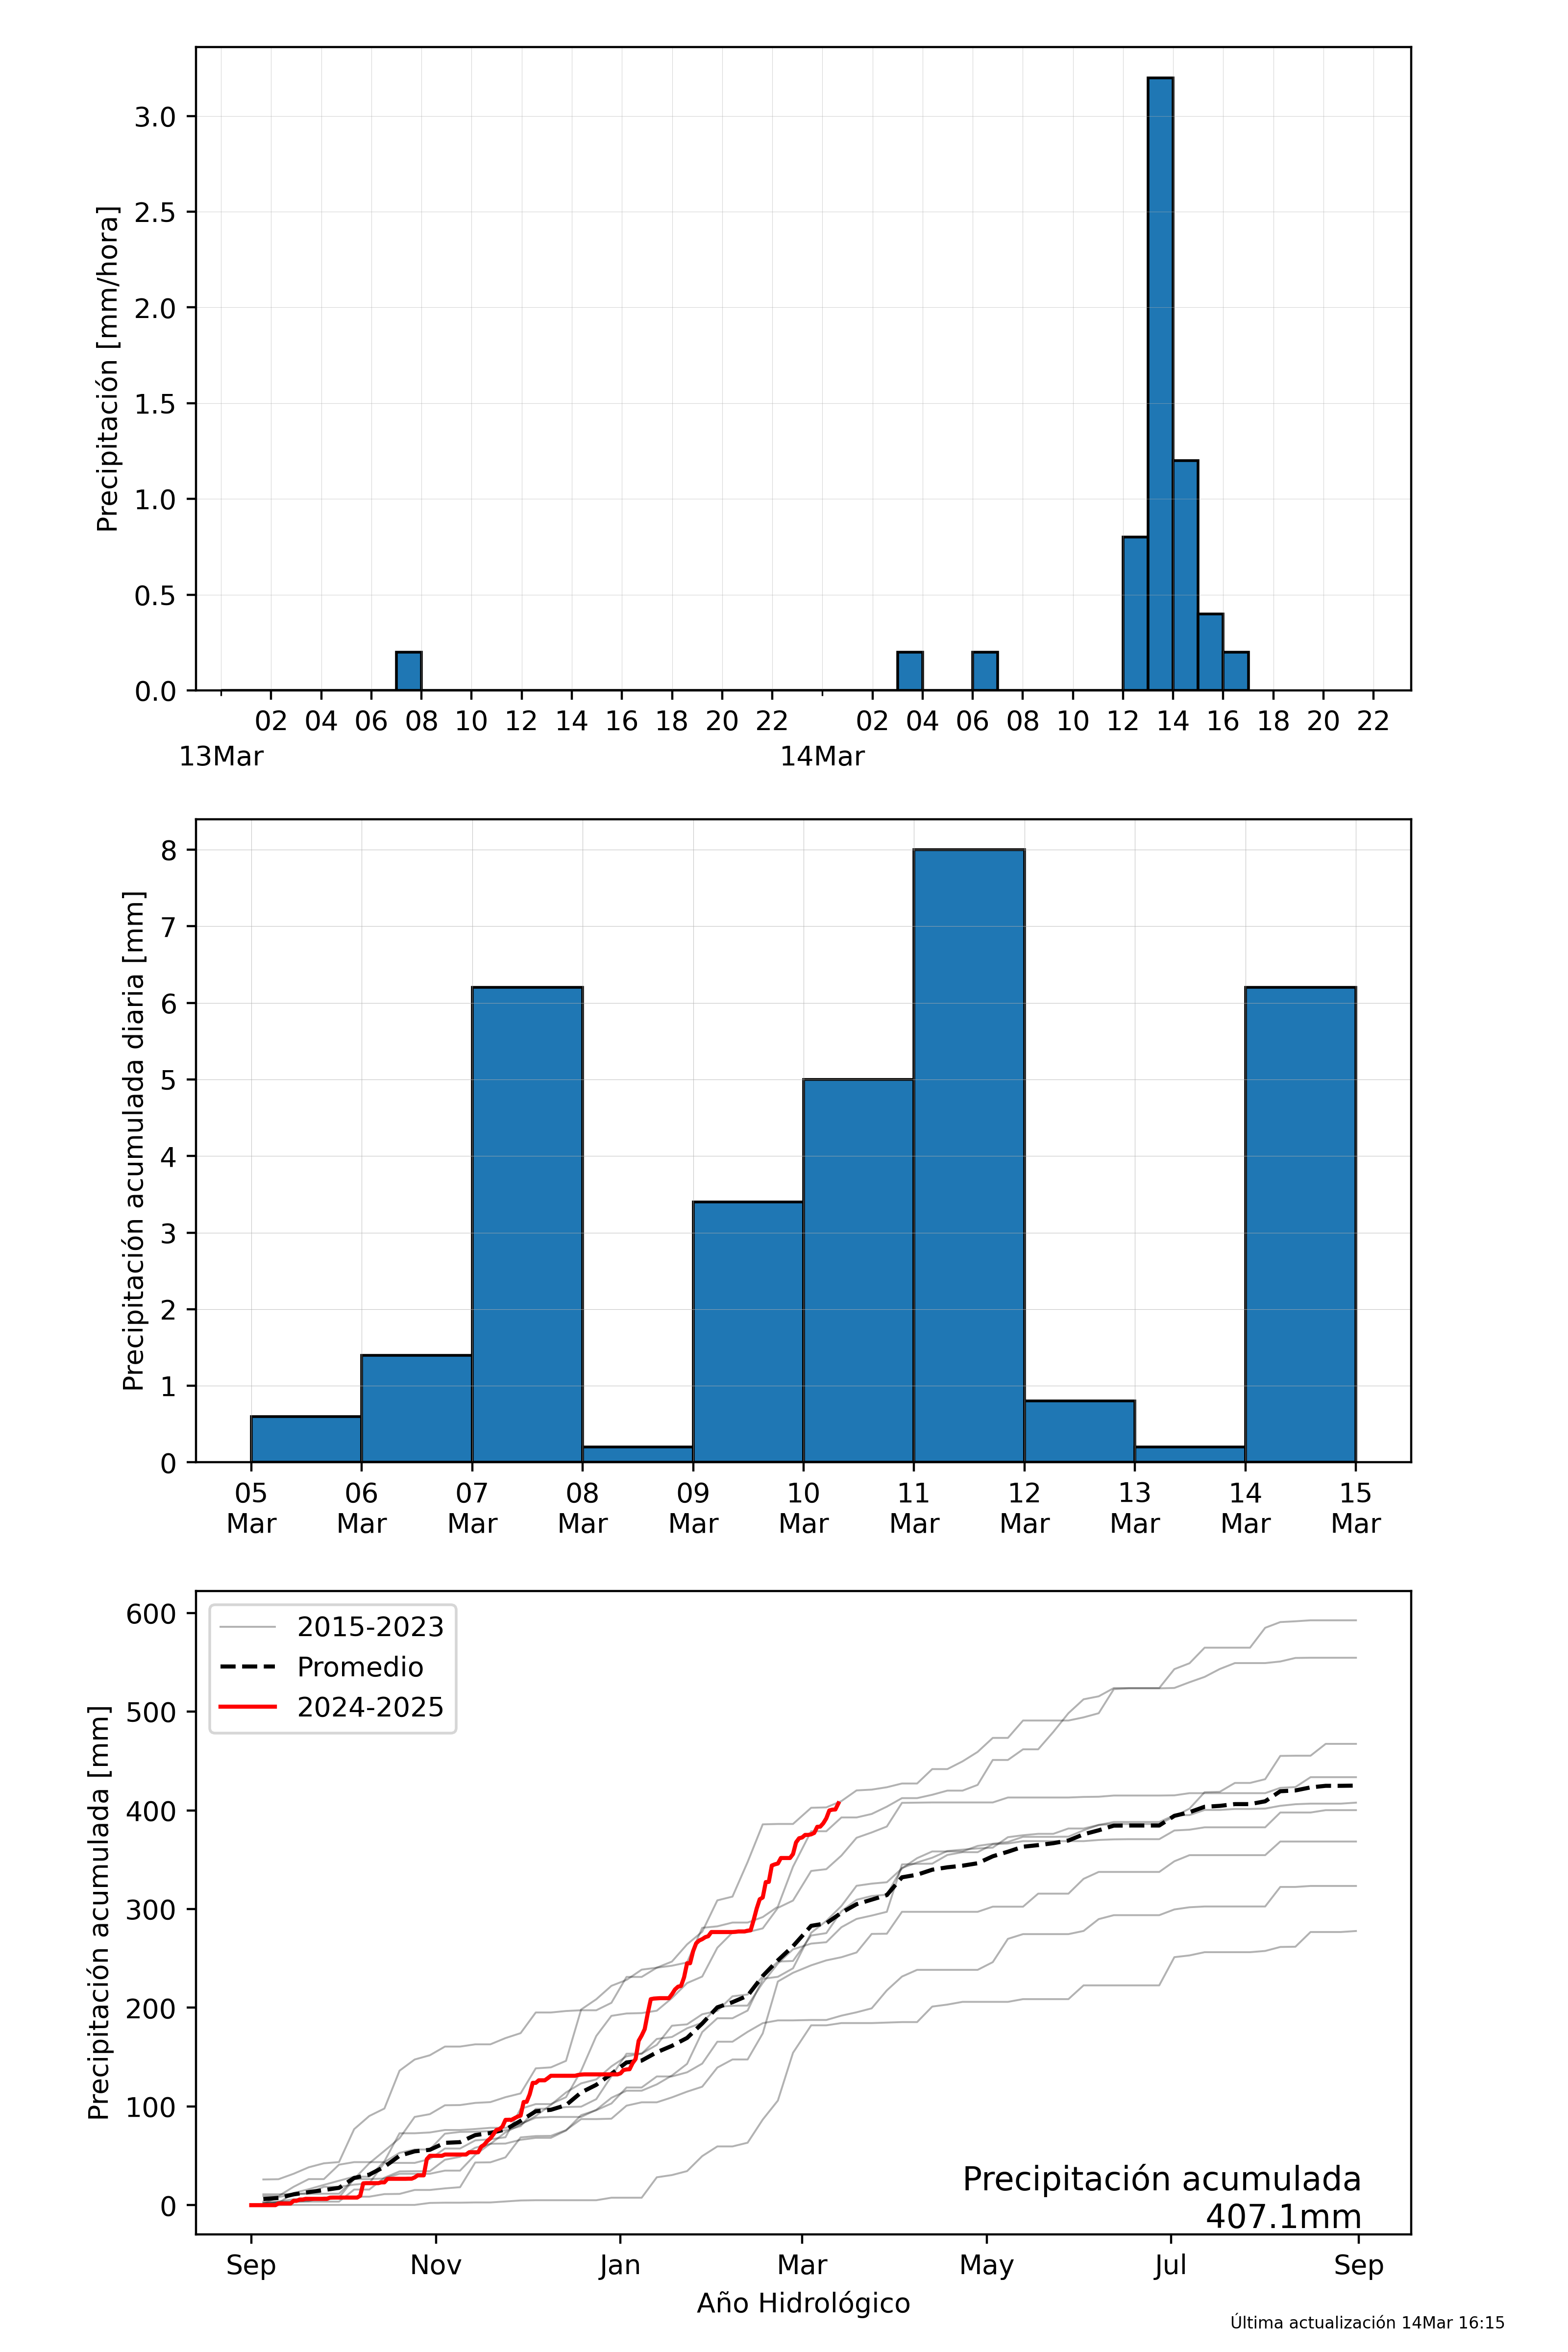 Precipitación [mm/hora]
3.0
2.5
2.0
1.5
1.0
0.5
0.0
02 04 06 08 10 12 14 16 18 20 22 02 04 06 08 10 12 14 16 18 20 22
13Mar 14Mar
Precipitación acumulada diaria [mm]
8
7
6
5
4
3
2
1
0
05 06 07 08 09 10 11 12 13 14 15
Mar Mar Mar Mar Mar Mar Mar Mar Mar Mar Mar
Precipitación acumulada [mm]
600
500
400
300
200
100
0
2015-2023
Promedio
2024-2025
Precipitación acumulada
407.1mm
Sep Nov Jan Mar May Jul Sep
Año Hidrológico
Última actualización 14Mar 16:15